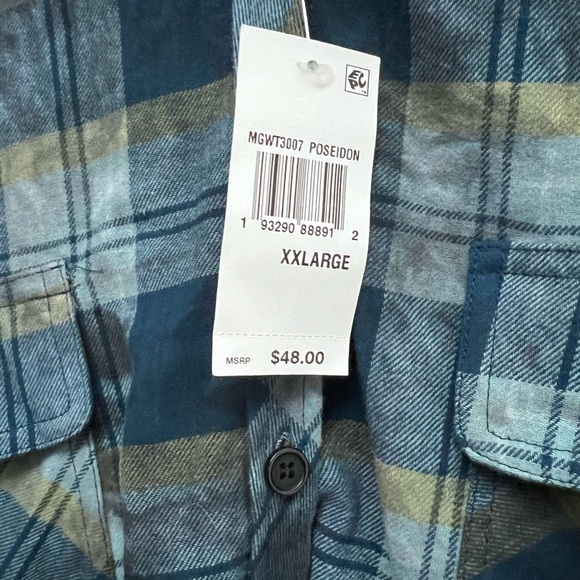 MGWT3007 POSEIDON
1 93290 88891 2
XXLARGE
MSRP $48.00